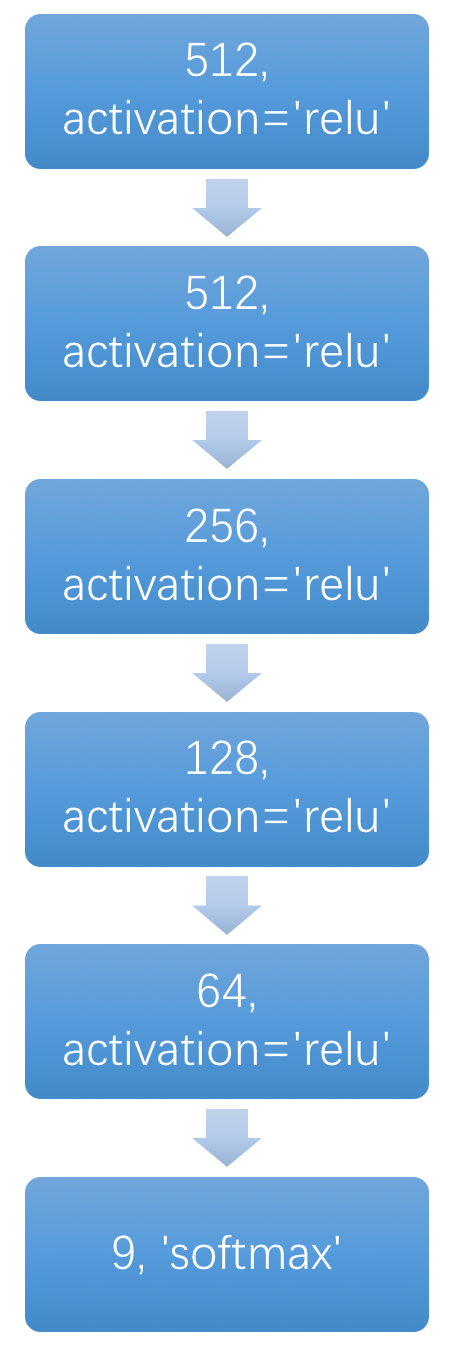 512,
activation='relu'
512,
activation='relu'
256,
activation='relu'
128,
activation='relu'
64,
activation='relu'
9, 'softmax'